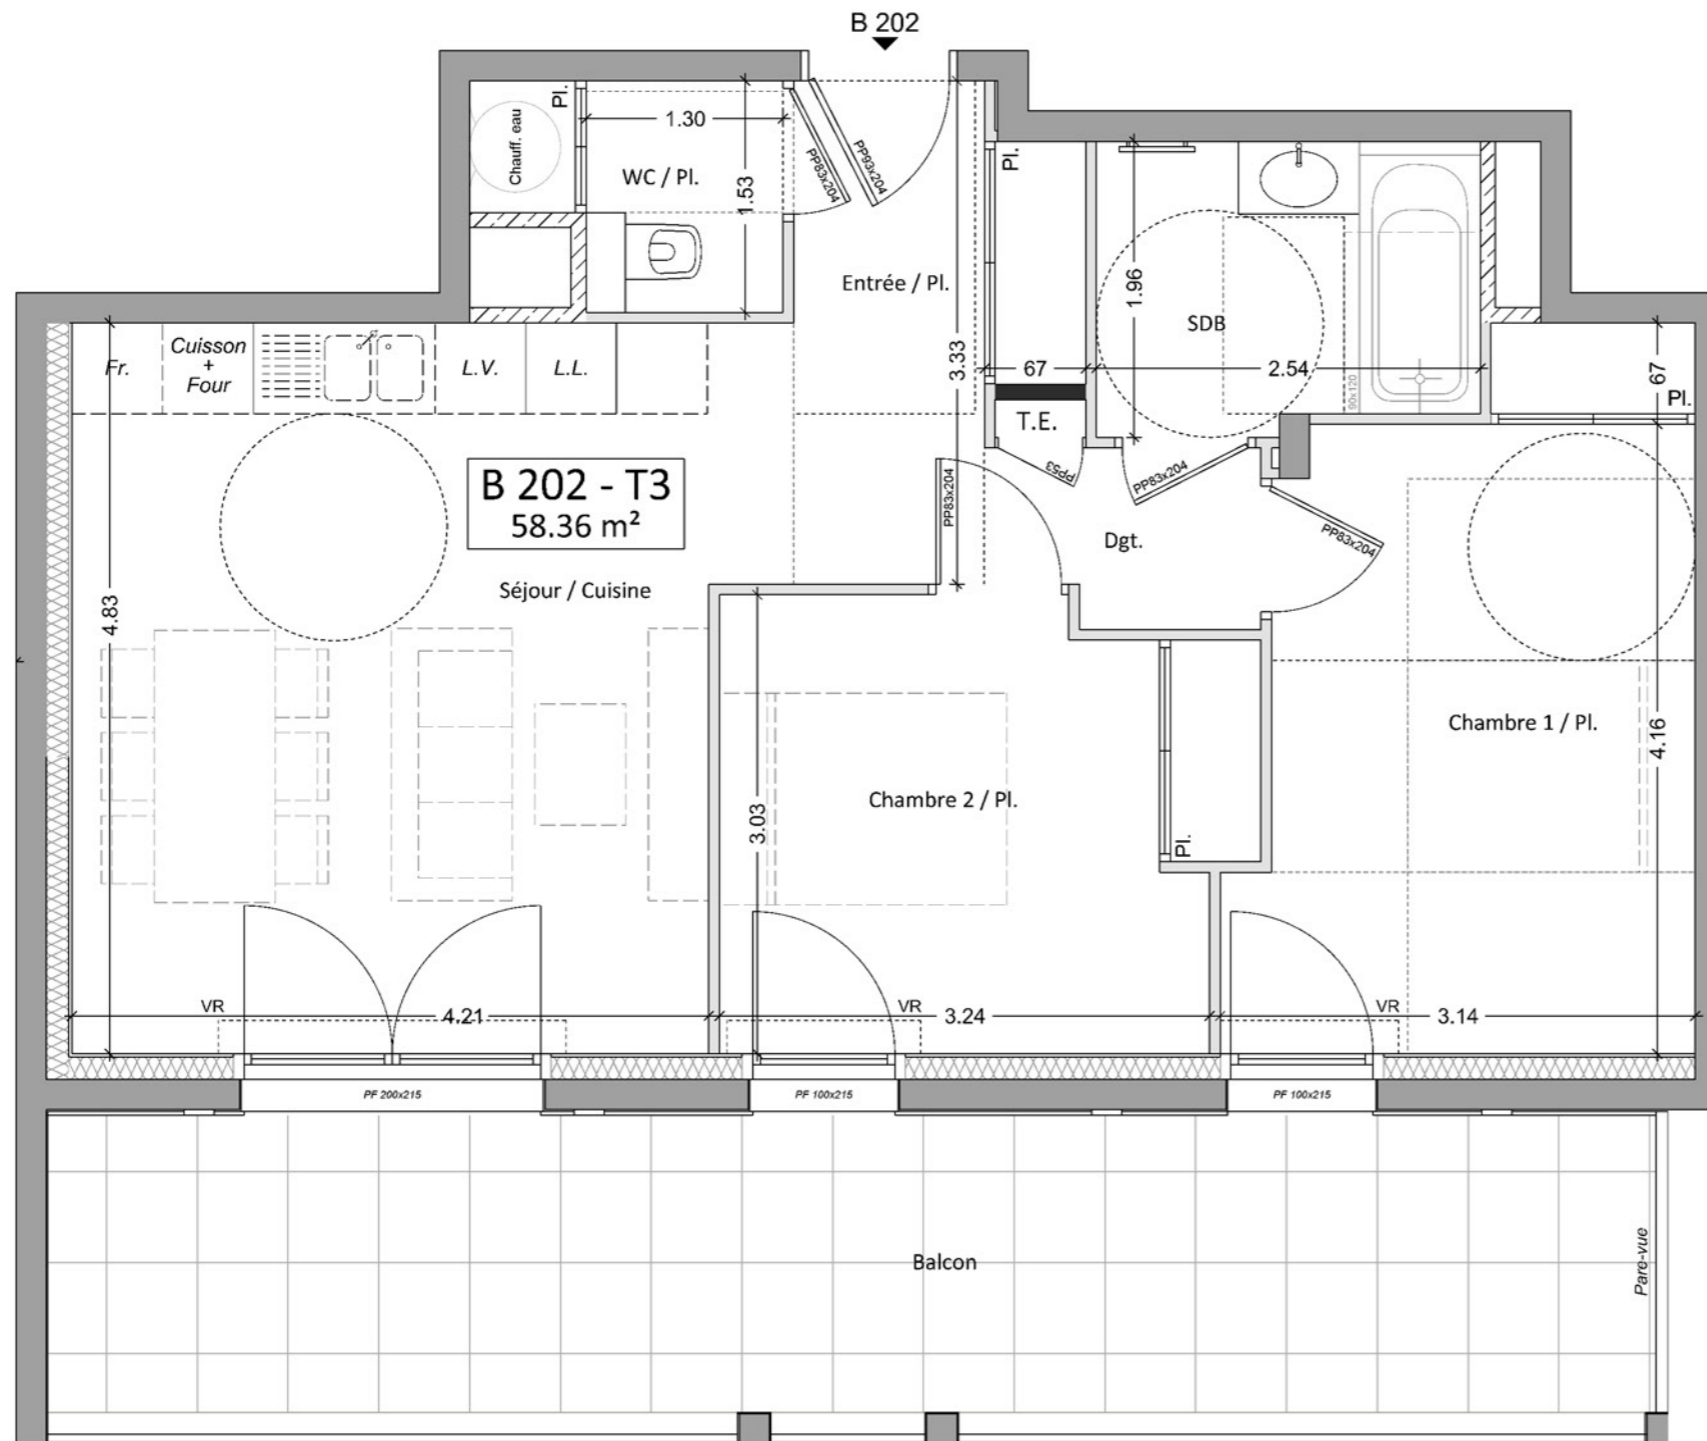 B 202
Pl.
Chauff. eau
1.30
WC / Pl.
1.53
PP83x204
PP93x204
Entrée / Pl.
3.33
Pl.
67
1.96
SDB
2.54
90x120
67
Pl.
Fr.
Cuisson
+
Four
L.V.
L.L.
T.E.
PP53
PP83x204
PP83x204
PP83x204
B 202 - T3
58.36 m²
Dgt.
Séjour / Cuisine
4.83
Chambre 1 / Pl.
4.16
Chambre 2 / Pl.
3.03
Pl.
VR
4.21
VR
3.24
VR
3.14
PF 200x215
PF 100x215
PF 100x215
Balcon
Pare-vue